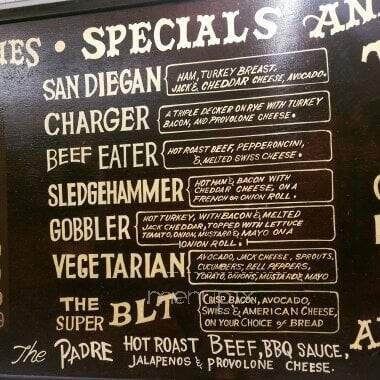 IES • SPECIALS AN
SAN DIEGAN
HAM, TURKEY BREAST,
JACK & CHEDDAR CHEESE, AVOCADO.
CHARGER
A TRIPLE DECKER ON RYE WITH TURKEY
BACON, AND PROVOLONE CHEESE.
BEEF EATER
HOT ROAST BEEF, PEPPERONCINI,
& MELTED SWISS CHEESE.
SLEDGEHAMMER
HOT HAM & BACON WITH
CHEDDAR CHEESE, ON A
FRENCH OR ONION ROLL.
GOBBLER
HOT TURKEY, WITH BACON & MELTED
JACK CHEDDAR, TOPPED WITH LETTUCE
TOMATO, ONION, MUSTARD & MAYO ON A
ONION ROLL.
VEGETARIAN
AVOCADO, JACK CHEESE, SPROUTS,
CUCUMBERS, BELL PEPPERS,
TOMATO, ONIONS, MUSTARD & MAYO
THE SUPER BLT
CRISP BACON, AVOCADO,
SWISS & AMERICAN CHEESE,
ON YOUR CHOICE of BREAD
The PADRE HOT ROAST BEEF, BBQ SAUCE,
JALAPENOS & PROVOLONE CHEESE.